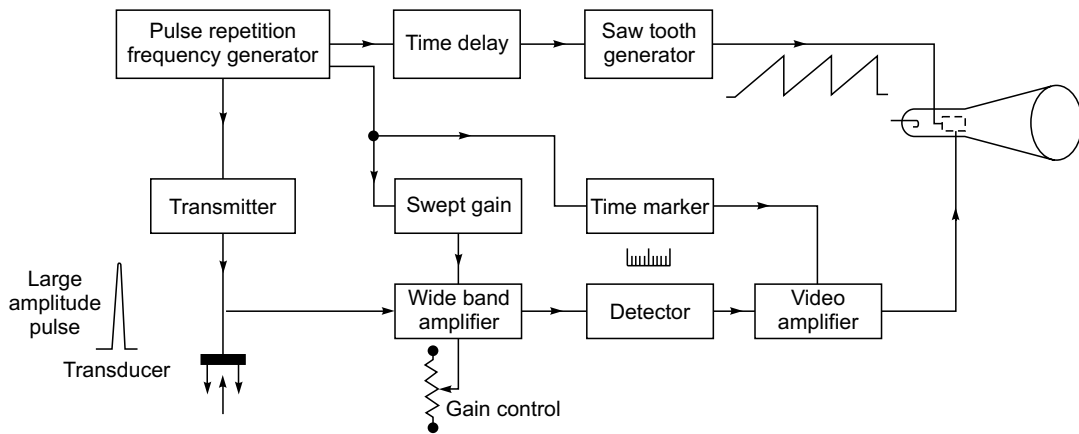 Pulse repetition
frequency generator
Time delay
Saw tooth
generator
Transmitter
Swept gain
Time marker
Large
amplitude
pulse
Wide band
amplifier
Detector
Video
amplifier
Transducer
Gain control